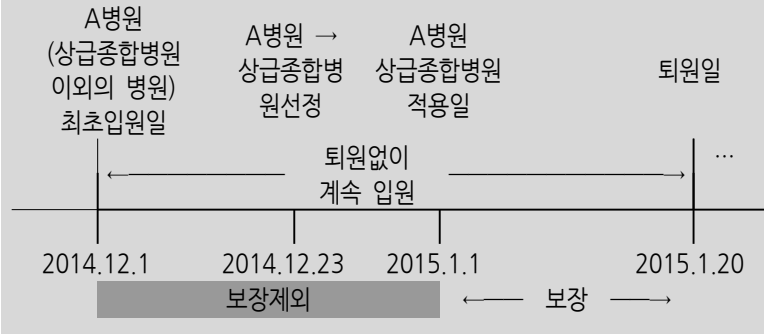 A병원
(상급종합병원
이외의 병원)
최초입원일
A병원 →
상급종합병
원선정
A병원
상급종합병원
적용일
퇴원일
퇴원없이
계속 입원
…
2014.12.1
2014.12.23
2015.1.1
2015.1.20
보장제외
보장